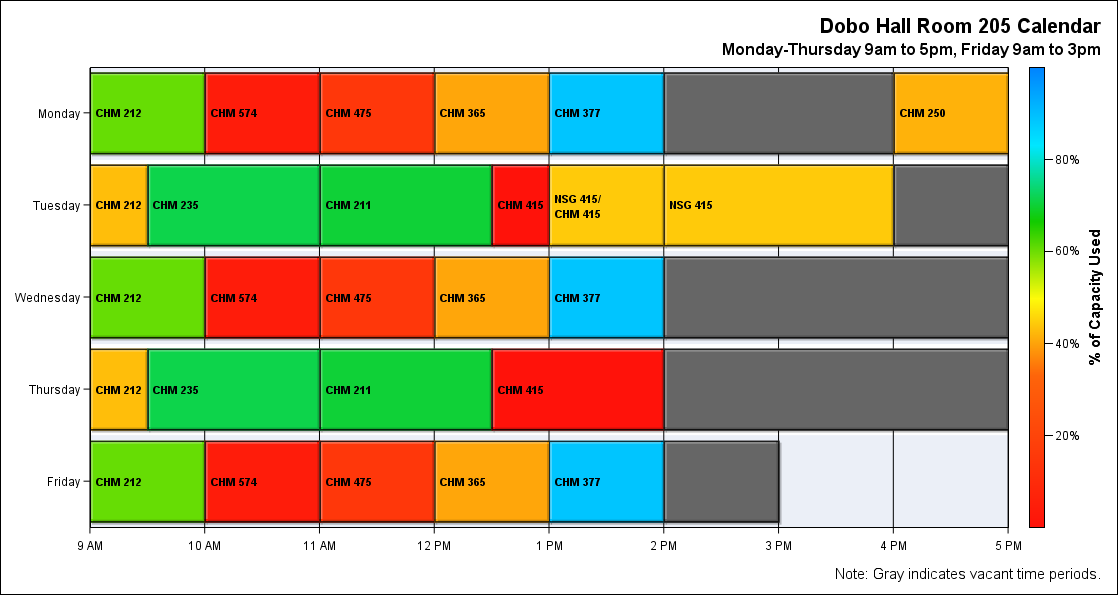 Dobo Hall Room 205 Calendar
Monday-Thursday 9am to 5pm, Friday 9am to 3pm
Monday
CHM 212
CHM 574
CHM 475
CHM 365
CHM 377
CHM 250
Tuesday
CHM 212
CHM 235
CHM 211
CHM 415
NSG 415/
CHM 415
NSG 415
Wednesday
CHM 212
CHM 574
CHM 475
CHM 365
CHM 377
Thursday
CHM 212
CHM 235
CHM 211
CHM 415
Friday
CHM 212
CHM 574
CHM 475
CHM 365
CHM 377
9 AM
10 AM
11 AM
12 PM
1 PM
2 PM
3 PM
4 PM
5 PM
80%
60%
40%
20%
% of Capacity Used
Note: Gray indicates vacant time periods.